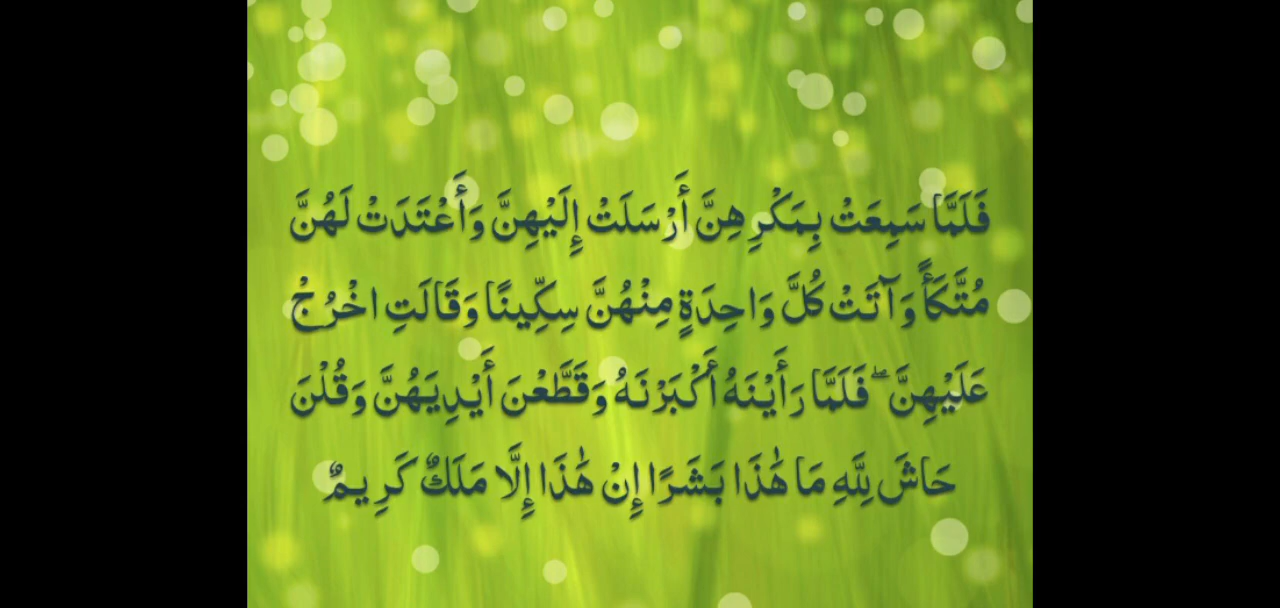 فَلَمَّا سَمِعَتْ بِمَكْرِهِنَّ أَرْسَلَتْ إِلَيْهِنَّ وَأَعْتَدَتْ لَهُنَّ
مُتَّكَأً وَآتَتْ كُلَّ وَاحِدَةٍ مِنْهُنَّ سِكِّينًا وَقَالَتِ اخْرُجْ
عَلَيْهِنَّ ۖ فَلَمَّا رَأَيْنَهُ أَكْبَرْنَهُ وَقَطَّعْنَ أَيْدِيَهُنَّ وَقُلْنَ
حَاشَ لِلَّهِ مَا هَٰذَا بَشَرًا إِنْ هَٰذَا إِلَّا مَلَكٌ كَرِيمٌ